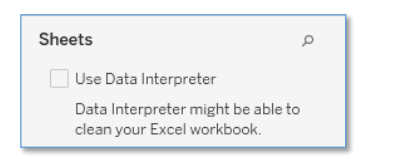 Sheets
Use Data Interpreter
Data Interpreter might be able to
clean your Excel workbook.